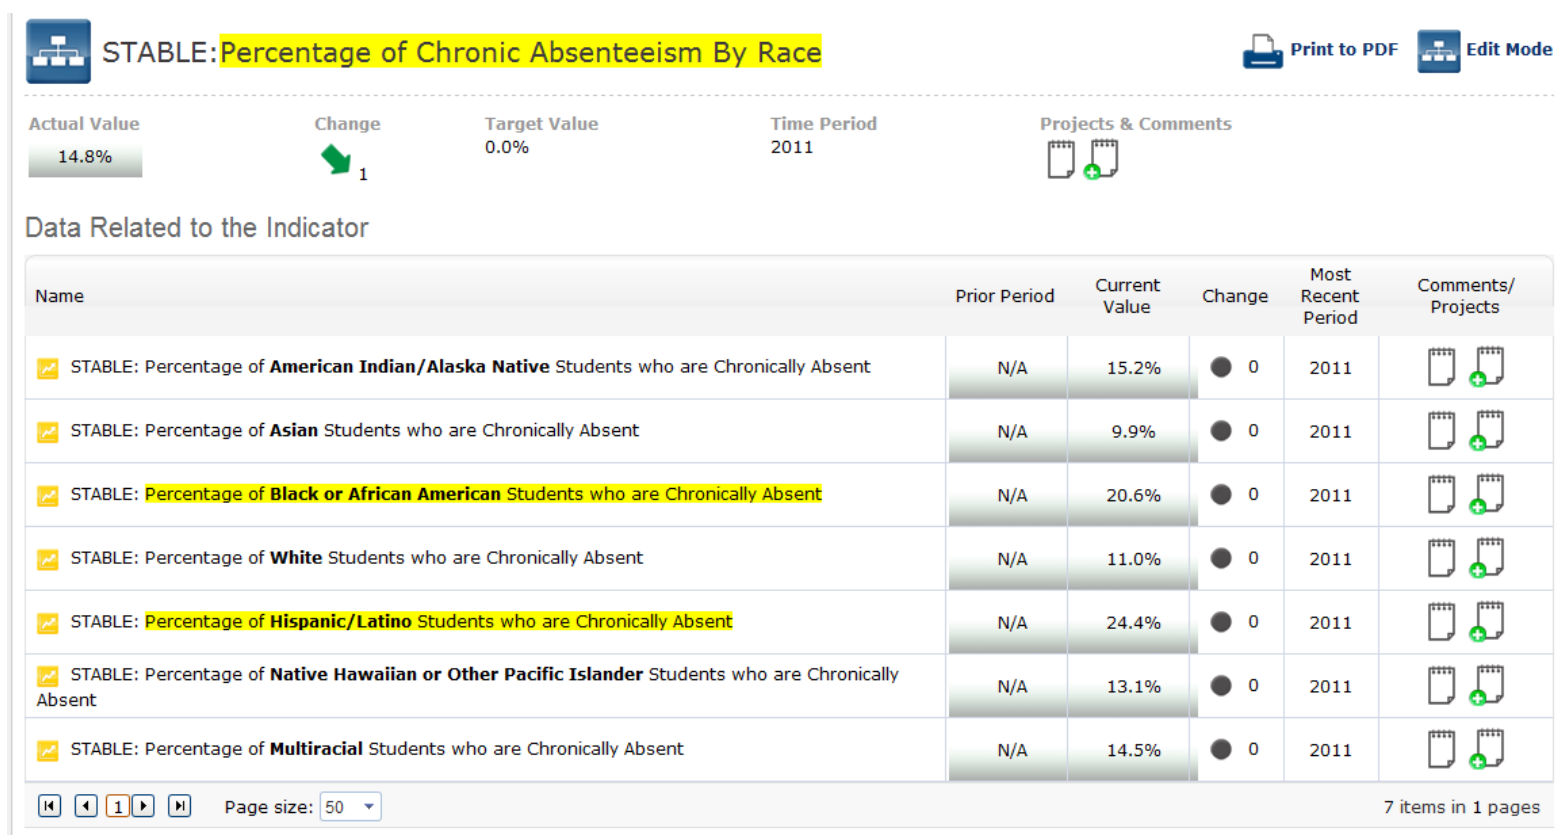 STABLE:Percentage of Chronic Absenteeism By Race
Print to PDF
Edit Mode
Actual Value
Change
Target Value
Time Period
Projects & Comments
14.8%
1
0.0%
2011
Data Related to the Indicator
Name
Prior Period
Current
Value
Change
Most
Recent
Period
Comments/
Projects
STABLE: Percentage of American Indian/Alaska Native Students who are Chronically Absent
N/A
15.2%
0
2011
STABLE: Percentage of Asian Students who are Chronically Absent
N/A
9.9%
0
2011
STABLE: Percentage of Black or African American Students who are Chronically Absent
N/A
20.6%
0
2011
STABLE: Percentage of White Students who are Chronically Absent
N/A
11.0%
0
2011
STABLE: Percentage of Hispanic/Latino Students who are Chronically Absent
N/A
24.4%
0
2011
STABLE: Percentage of Native Hawaiian or Other Pacific Islander Students who are Chronically
Absent
N/A
13.1%
0
2011
STABLE: Percentage of Multiracial Students who are Chronically Absent
N/A
14.5%
0
2011
1
Page size: 50
7 items in 1 pages